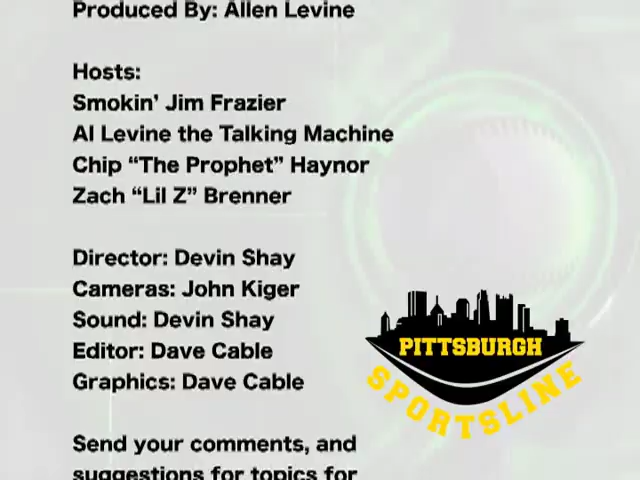 Produced By: Allen Levine
Hosts:
Smokin’ Jim Frazier
Al Levine the Talking Machine
Chip “The Prophet” Haynor
Zach “Lil Z” Brenner
Director: Devin Shay
Cameras: John Kiger
Sound: Devin Shay
Editor: Dave Cable
Graphics: Dave Cable
PITTSBURGH
SPORTSLINE
Send your comments, and
suggestions for topics for